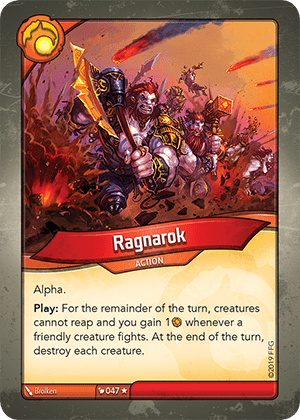 Ragnarok
ACTION
Alpha.
Play: For the remainder of the turn, creatures
cannot reap and you gain 1 whenever a
friendly creature fights. At the end of the turn,
destroy each creature.
©2019 FFG
Brolken
047